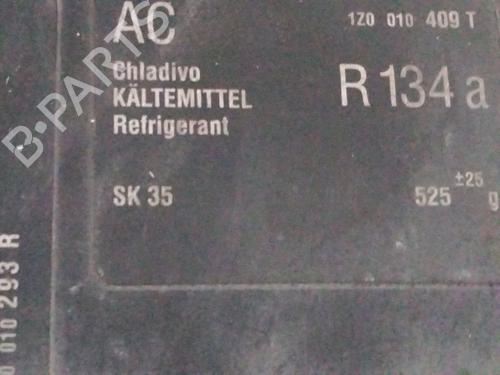 AC
1Z0 010 409 T
Chladivo
KÄLTEMITTEL
Refrigerant
R 134 a
SK 35
525 ±25 g
0 010 293 R
B-PARTS